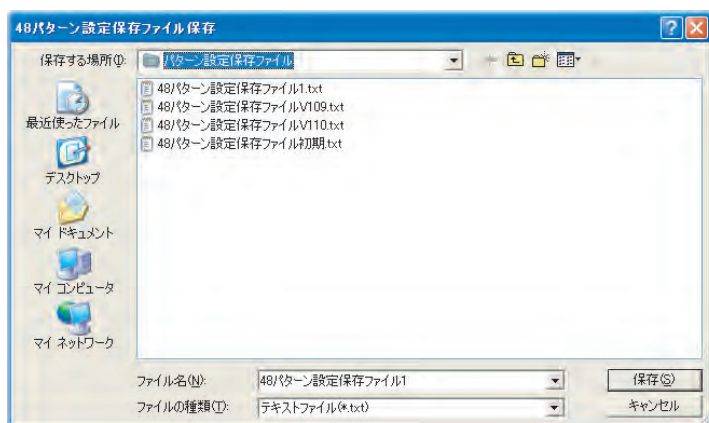 48パターン設定保存ファイル保存
保存する場所(I):
パターン設定保存ファイル
最近使ったファイル
デスクトップ
マイ ドキュメント
マイ コンピュータ
マイ ネットワーク
48パターン設定保存ファイル1.txt
48パターン設定保存ファイルV109.txt
48パターン設定保存ファイルV110.txt
48パターン設定保存ファイル初期.txt
ファイル名(N):
48パターン設定保存ファイル1
保存(S)
ファイルの種類(T):
テキストファイル(*.txt)
キャンセル